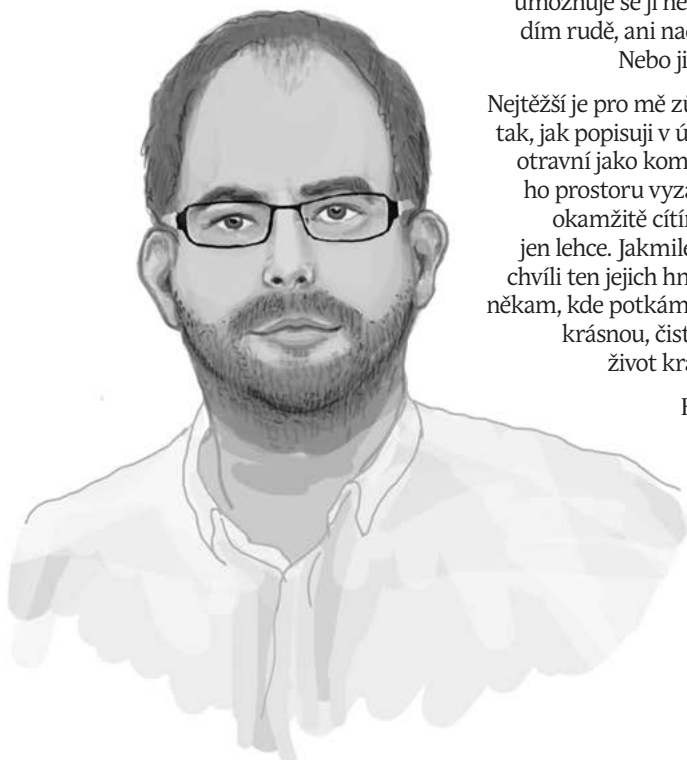 umožňuje se jí ne
dím rudě, ani nad
Nebo ji
Nejtěžší je pro mě zů
tak, jak popisuji v ú
otravní jako kom
ho prostoru vyza
okamžitě cítím
jen lehce. Jakmile
chvíli ten jejich hn
někam, kde potkám
krásnou, čist
život krá